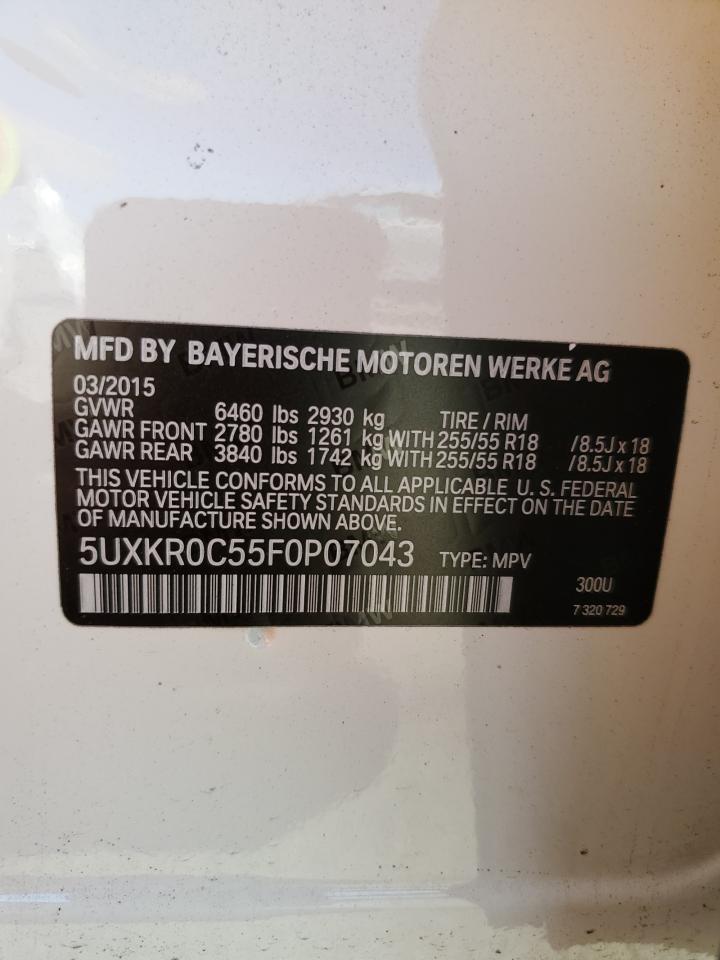 MFD BY BAYERISCHE MOTOREN WERKE AG
03/2015
GVWR 6460 lbs 2930 kg TIRE / RIM
GAWR FRONT 2780 lbs 1261 kg WITH 255/55 R18 /8.5J x 18
GAWR REAR 3840 lbs 1742 kg WITH 255/55 R18 /8.5J x 18
THIS VEHICLE CONFORMS TO ALL APPLICABLE U. S. FEDERAL
MOTOR VEHICLE SAFETY STANDARDS IN EFFECT ON THE DATE
OF MANUFACTURE SHOWN ABOVE.
5UXKR0C55F0P07043 TYPE: MPV
300U
7 320 729